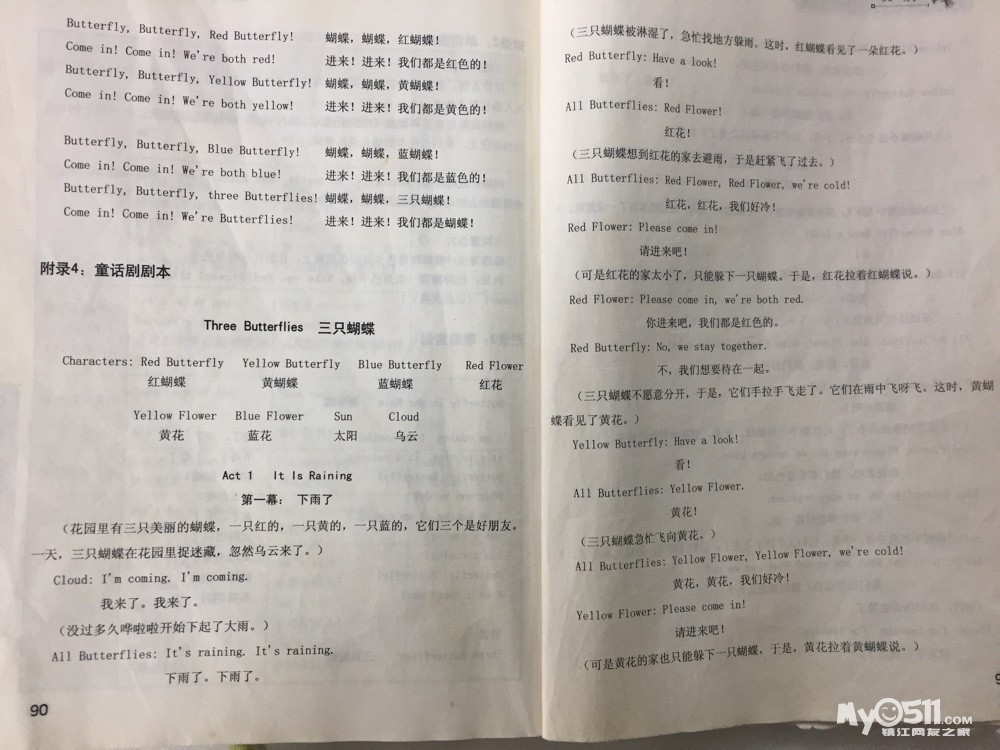 Butterfly, Butterfly, Red Butterfly! 蝴蝶，蝴蝶，红蝴蝶！
Come in! Come in! We're both red! 进来！进来！我们都是红色的！
Butterfly, Butterfly, Yellow Butterfly! 蝴蝶，蝴蝶，黄蝴蝶！
Come in! Come in! We're both yellow! 进来！进来！我们都是黄色的！
Butterfly, Butterfly, Blue Butterfly! 蝴蝶，蝴蝶，蓝蝴蝶！
Come in! Come in! We're both blue! 进来！进来！我们都是蓝色的！
Butterfly, Butterfly, three Butterflies! 蝴蝶，蝴蝶，三只蝴蝶！
Come in! Come in! We're Butterflies! 进来！进来！我们都是蝴蝶！
附录4：童话剧剧本
Three Butterflies 三只蝴蝶
Characters: Red Butterfly Yellow Butterfly Blue Butterfly Red Flower
红蝴蝶 黄蝴蝶 蓝蝴蝶 红花
Yellow Flower Blue Flower Sun Cloud
黄花 蓝花 太阳 乌云
Act 1 It Is Raining
第一幕： 下雨了
（花园里有三只美丽的蝴蝶，一只红的，一只黄的，一只蓝的，它们三个是好朋友。
一天，三只蝴蝶在花园里捉迷藏，忽然乌云来了。）
Cloud: I'm coming. I'm coming.
我来了。我来了。
（没过多久哗啦啦开始下起了大雨。）
All Butterflies: It's raining. It's raining.
下雨了。下雨了。
90
（三只蝴蝶被淋湿了，急忙找地方躲雨。这时，红蝴蝶看见了一朵红花。）
Red Butterfly: Have a look!
看！
All Butterflies: Red Flower!
红花！
（三只蝴蝶想到红花的家去避雨，于是赶紧飞了过去。）
All Butterflies: Red Flower, Red Flower, we're cold!
红花，红花，我们好冷！
Red Flower: Please come in!
请进来吧！
（可是红花的家太小了，只能躲下一只蝴蝶。于是，红花拉着红蝴蝶说。）
Red Flower: Please come in, we're both red.
你进来吧，我们都是红色的。
Red Butterfly: No, we stay together.
不，我们想要待在一起。
（三只蝴蝶不愿意分开，于是，它们手拉手飞走了。它们在雨中飞呀飞。这时，黄蝴
蝶看见了黄花。）
Yellow Butterfly: Have a look!
看！
All Butterflies: Yellow Flower.
黄花！
（三只蝴蝶急忙飞向黄花。）
All Butterflies: Yellow Flower, Yellow Flower, we're cold!
黄花，黄花，我们好冷！
Yellow Flower: Please come in!
请进来吧！
（可是黄花的家也只能躲下一只蝴蝶，于是，黄花拉着黄蝴蝶说。）
My0511.com
镇江网友之家